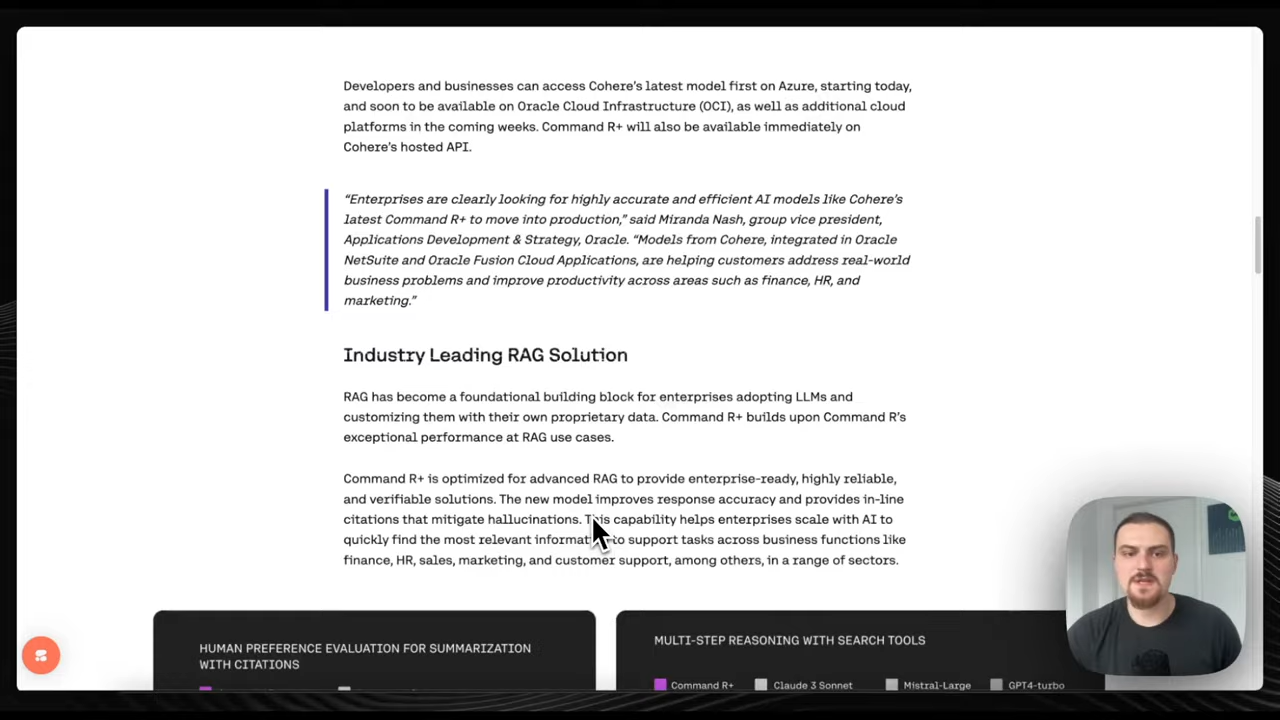 Developers and businesses can access Cohere's latest model first on Azure, starting today,
and soon to be available on Oracle Cloud Infrastructure (OCI), as well as additional cloud
platforms in the coming weeks. Command R+ will also be available immediately on
Cohere's hosted API.
“Enterprises are clearly looking for highly accurate and efficient AI models like Cohere's
latest Command R+ to move into production,” said Miranda Nash, group vice president,
Applications Development & Strategy, Oracle. “Models from Cohere, integrated in Oracle
NetSuite and Oracle Fusion Cloud Applications, are helping customers address real-world
business problems and improve productivity across areas such as finance, HR, and
marketing.”
Industry Leading RAG Solution
RAG has become a foundational building block for enterprises adopting LLMs and
customizing them with their own proprietary data. Command R+ builds upon Command R's
exceptional performance at RAG use cases.
Command R+ is optimized for advanced RAG to provide enterprise-ready, highly reliable,
and verifiable solutions. The new model improves response accuracy and provides in-line
citations that mitigate hallucinations. This capability helps enterprises scale with AI to
quickly find the most relevant information to support tasks across business functions like
finance, HR, sales, marketing, and customer support, among others, in a range of sectors.
HUMAN PREFERENCE EVALUATION FOR SUMMARIZATION
WITH CITATIONS
MULTI-STEP REASONING WITH SEARCH TOOLS
Command R+ Claude 3 Sonnet Mistral-Large GPT4-turbo